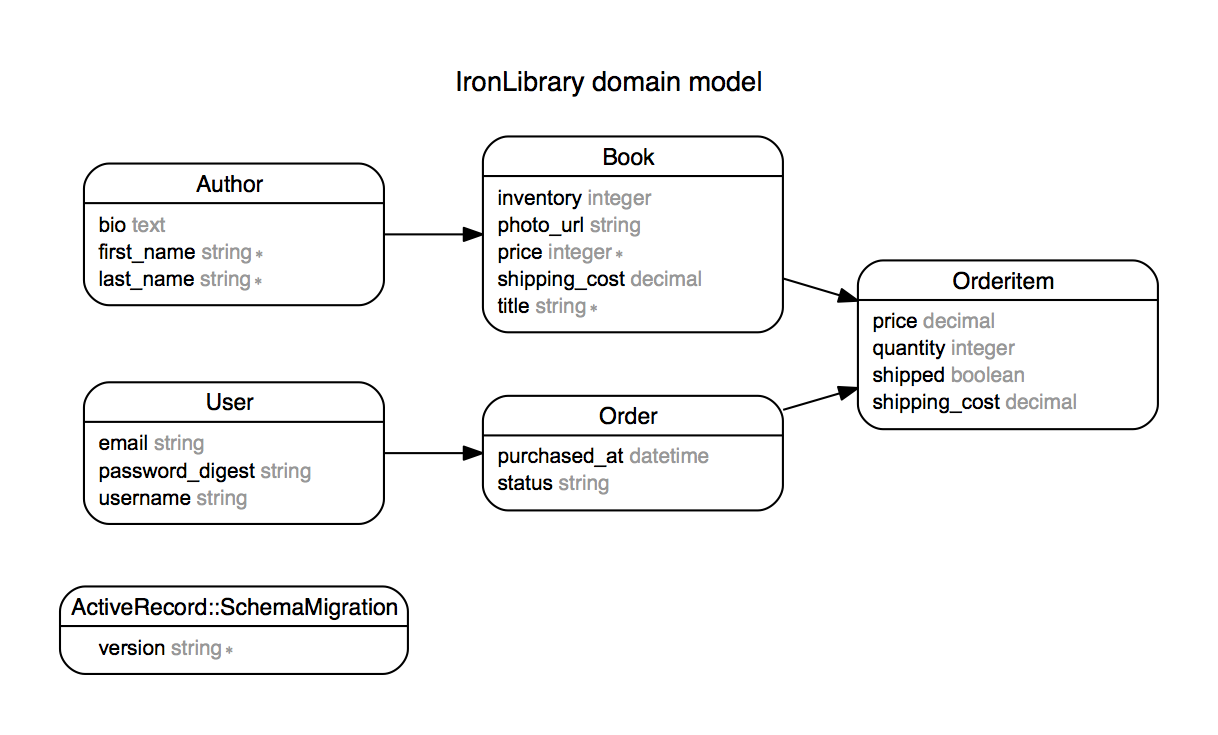 IronLibrary domain model
Author
bio text
first_name string*
last_name string*
Book
inventory integer
photo_url string
price integer*
shipping_cost decimal
title string*
Orderitem
price decimal
quantity integer
shipped boolean
shipping_cost decimal
User
email string
password_digest string
username string
Order
purchased_at datetime
status string
ActiveRecord::SchemaMigration
version string*